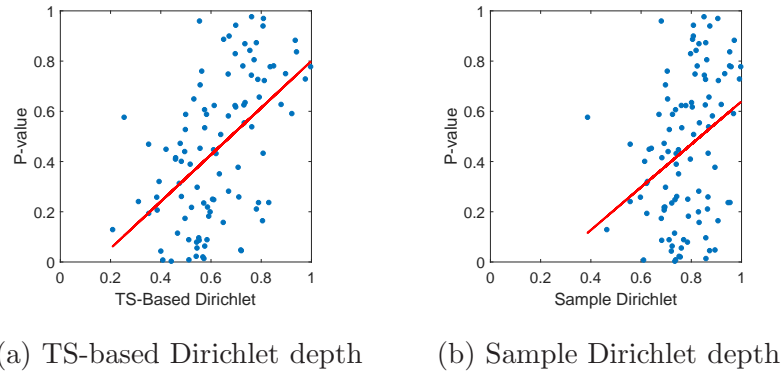 1
0.8
0.6
0.4
0.2
0
P-value
0 0.2 0.4 0.6 0.8 1
TS-Based Dirichlet
1
0.8
0.6
0.4
0.2
0
P-value
0 0.2 0.4 0.6 0.8 1
Sample Dirichlet
a) TS-based Dirichlet depth
(b) Sample Dirichlet depth